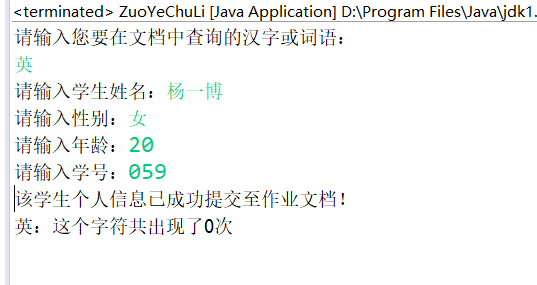 <terminated> ZuoYeChuLi [Java Application] D:\Program Files\Java\jdk1.
请输入您要在文档中查询的汉字或词语：
英
请输入学生姓名：杨一博
请输入性别：女
请输入年龄：20
请输入学号：059
该学生个人信息已成功提交至作业文档！
英：这个字符共出现了0次